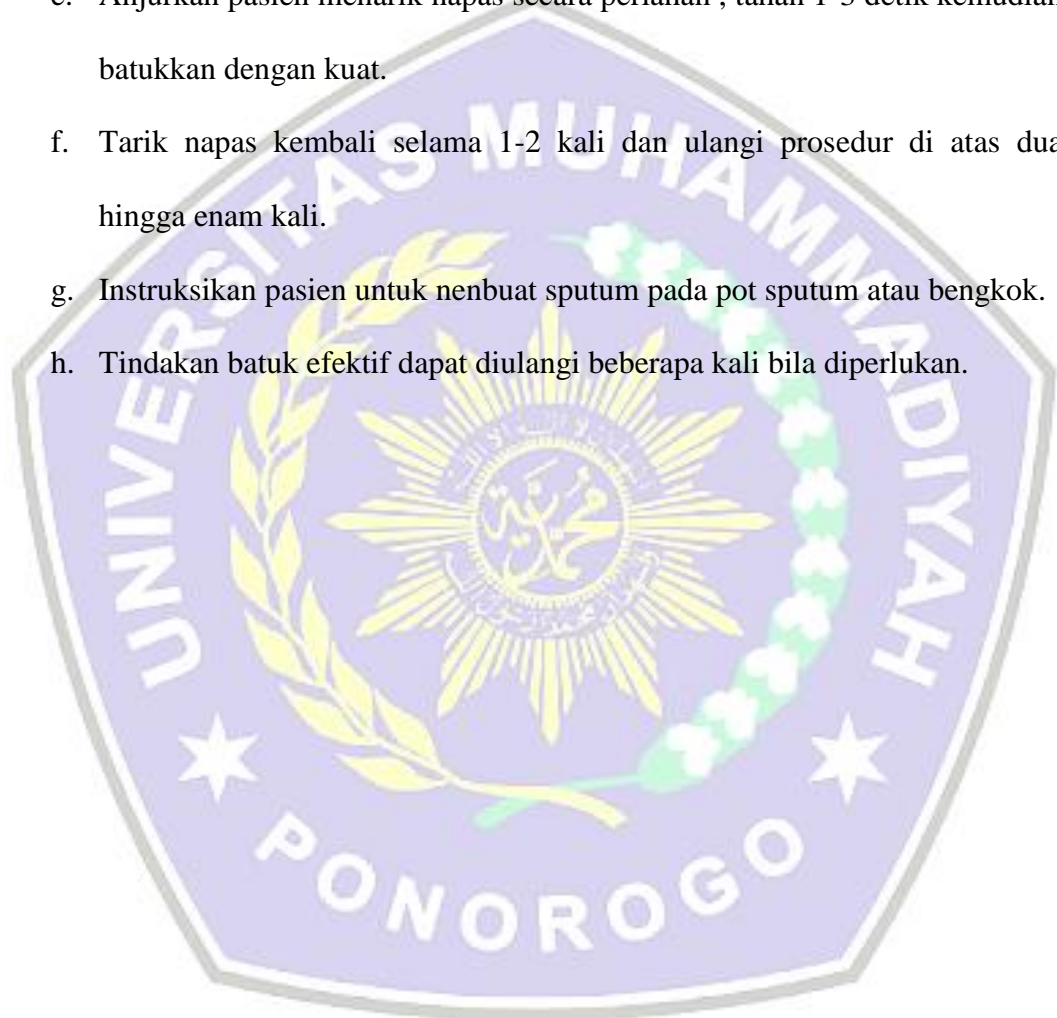 e. Anjurkan pasien menarik napas secara perlahan , tahan 1-3 detik kemudian
batukkan dengan kuat.
f. Tarik napas kembali selama 1-2 kali dan ulangi prosedur di atas dua
hingga enam kali.
g. Instruksikan pasien untuk nenbuat sputum pada pot sputum atau bengkok.
h. Tindakan batuk efektif dapat diulangi beberapa kali bila diperlukan.
UNIVERSITAS MUHAMMADIYAH
محمدية
PONOROGO